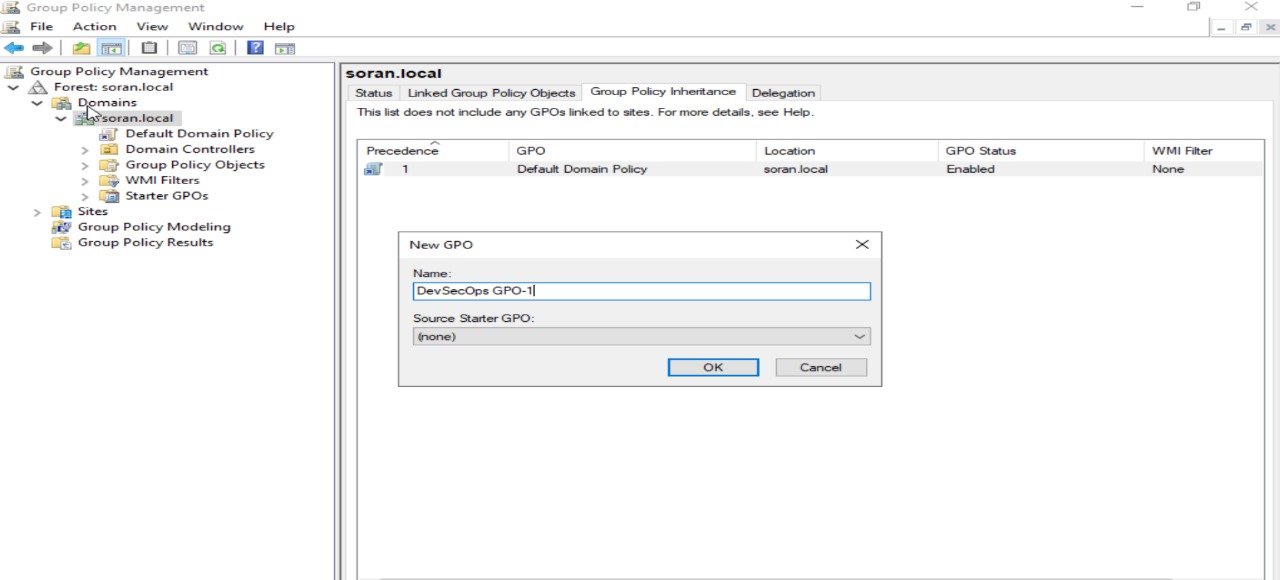 Group Policy Management
File Action View Window Help
Group Policy Management
Forest: soran.local
Domains
soran.local
Default Domain Policy
Domain Controllers
Group Policy Objects
WMI Filters
Starter GPOs
Sites
Group Policy Modeling
Group Policy Results
soran.local
Status Linked Group Policy Objects Group Policy Inheritance Delegation
This list does not include any GPOs linked to sites. For more details, see Help.
Precedence GPO Location GPO Status WMI Filter
1 Default Domain Policy soran.local Enabled None
New GPO
Name:
DevSecOps GPO-1
Source Starter GPO:
(none)
OK Cancel